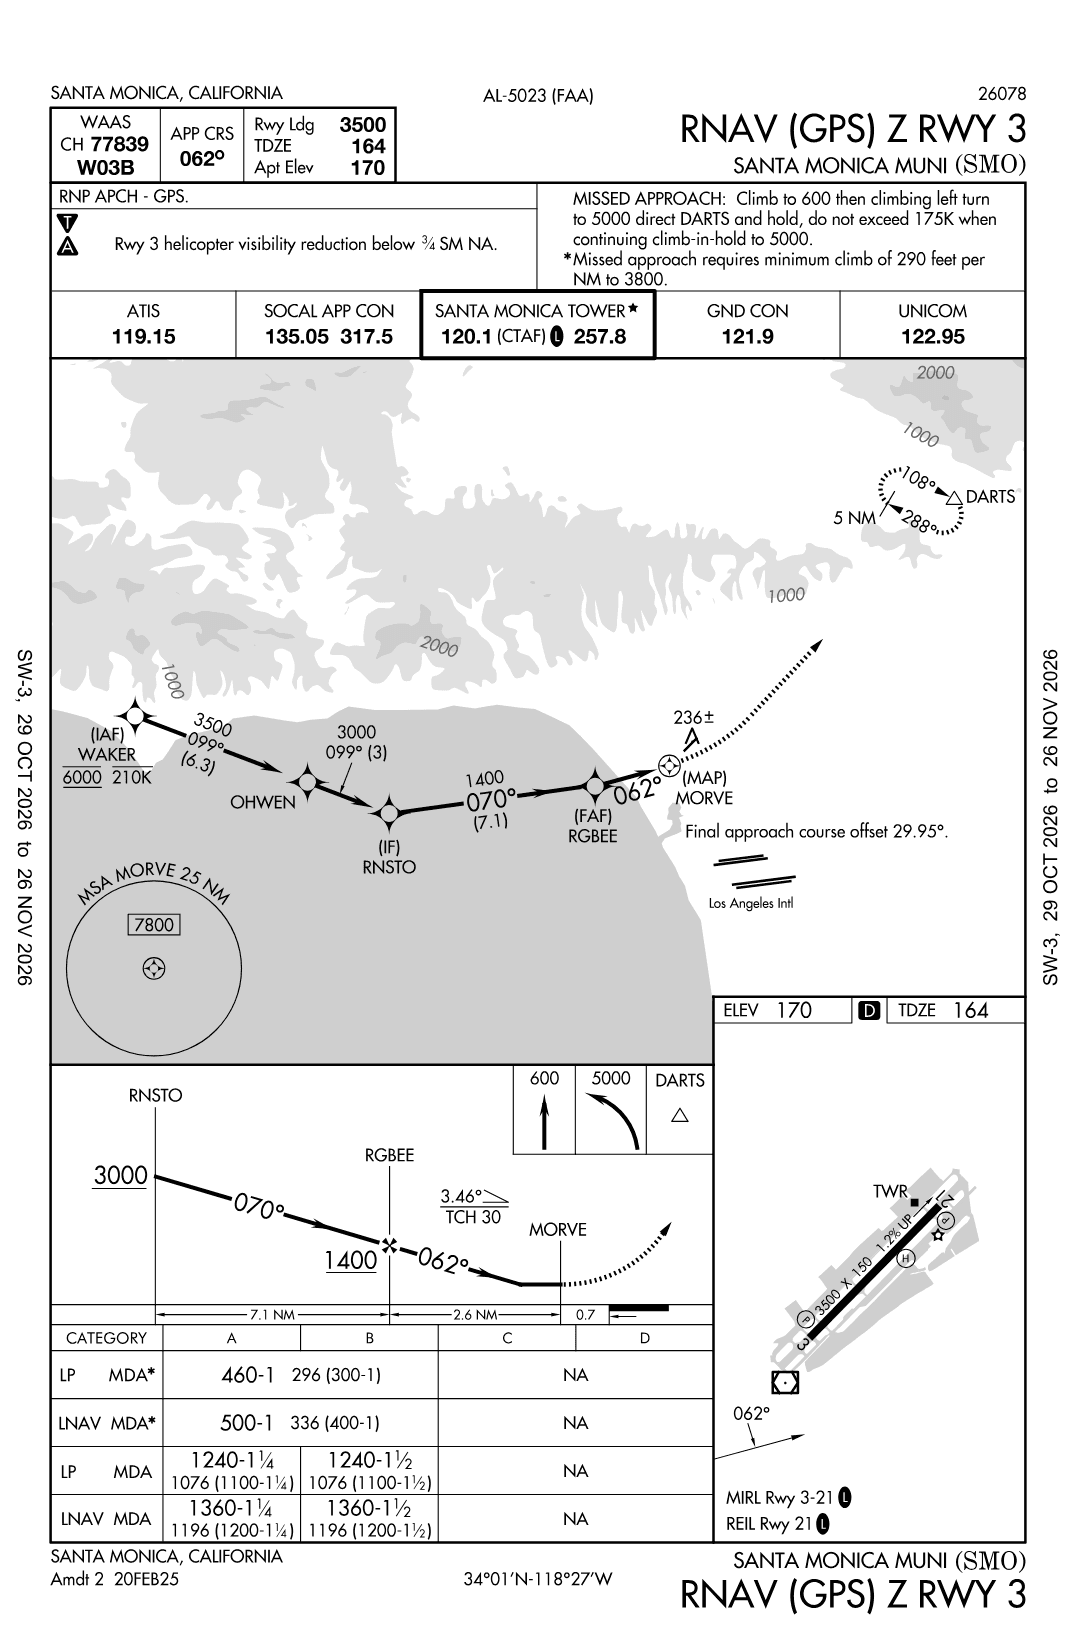 SANTA MONICA, CALIFORNIA
AL-5023 (FAA)
26078
RNAV (GPS) Z RWY 3
SANTA MONICA MUNI (SMO)
WAAS
CH 77839
W03B
APP CRS
062°
Rwy Ldg 3500
TDZE 164
Apt Elev 170
RNP APCH - GPS.
T
A
Rwy 3 helicopter visibility reduction below ¾ SM NA.
MISSED APPROACH: Climb to 600 then climbing left turn
to 5000 direct DARTS and hold, do not exceed 175K when
continuing climb-in-hold to 5000.
*Missed approach requires minimum climb of 290 feet per
NM to 3800.
ATIS
119.15
SOCAL APP CON
135.05 317.5
SANTA MONICA TOWER★
120.1 (CTAF) L 257.8
GND CON
121.9
UNICOM
122.95
2000
1000
108°
DARTS
5 NM
288°
1000
2000
1000
(IAF)
WAKER
6000 210K
3500
099°
(6.3)
OHWEN
3000
099° (3)
(IF)
RNSTO
1400
070°
(7.1)
(FAF)
RGBEE
062°
236±
(MAP)
MORVE
Final approach course offset 29.95°.
Los Angeles Intl
MSA MORVE 25 NM
7800
SW-3, 29 OCT 2026 to 26 NOV 2026
SW-3, 29 OCT 2026 to 26 NOV 2026
ELEV 170
D
TDZE 164
TWR
21
P
1.2% UP
H
3500 X 150
P
3
062°
MIRL Rwy 3-21 L
REIL Rwy 21 L
RNSTO
3000
070°
RGBEE
1400
062°
3.46°
TCH 30
MORVE
600
5000
DARTS
7.1 NM
2.6 NM
0.7
CATEGORY A B C D
LP MDA* 460-1 296 (300-1) NA
LNAV MDA* 500-1 336 (400-1) NA
LP MDA 1240-1¼ 1240-1½ NA
1076 (1100-1¼) 1076 (1100-1½)
LNAV MDA 1360-1¼ 1360-1½ NA
1196 (1200-1¼) 1196 (1200-1½)
SANTA MONICA, CALIFORNIA
Amdt 2 20FEB25
34°01'N-118°27'W
SANTA MONICA MUNI (SMO)
RNAV (GPS) Z RWY 3